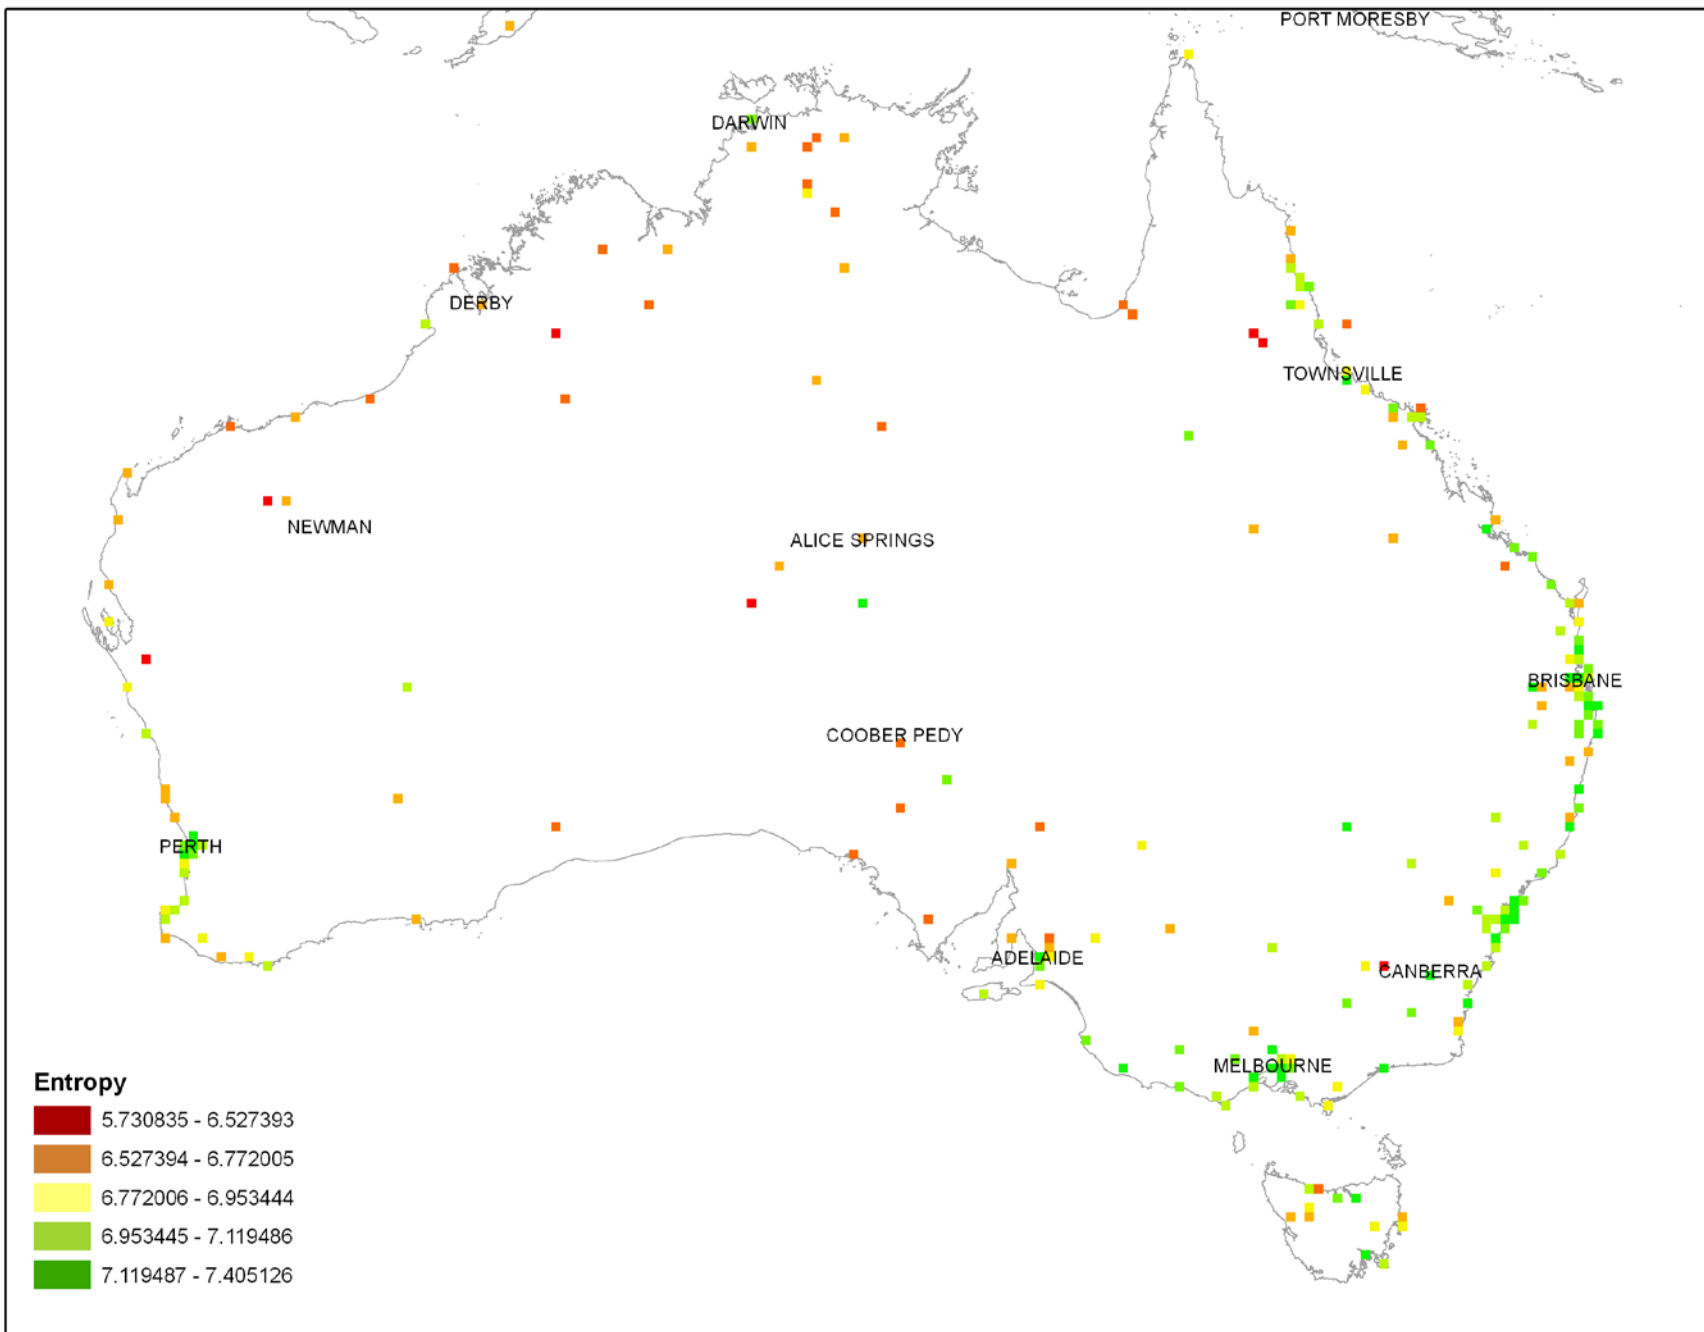 PORT MORESBY
DARWIN
DERBY
TOWNSVILLE
NEWMAN
ALICE SPRINGS
BRISBANE
COOBER PEDY
PERTH
ADELAIDE
CANBERRA
MELBOURNE
Entropy
5.730835 - 6.527393
6.527394 - 6.772005
6.772006 - 6.953444
6.953445 - 7.119486
7.119487 - 7.405126